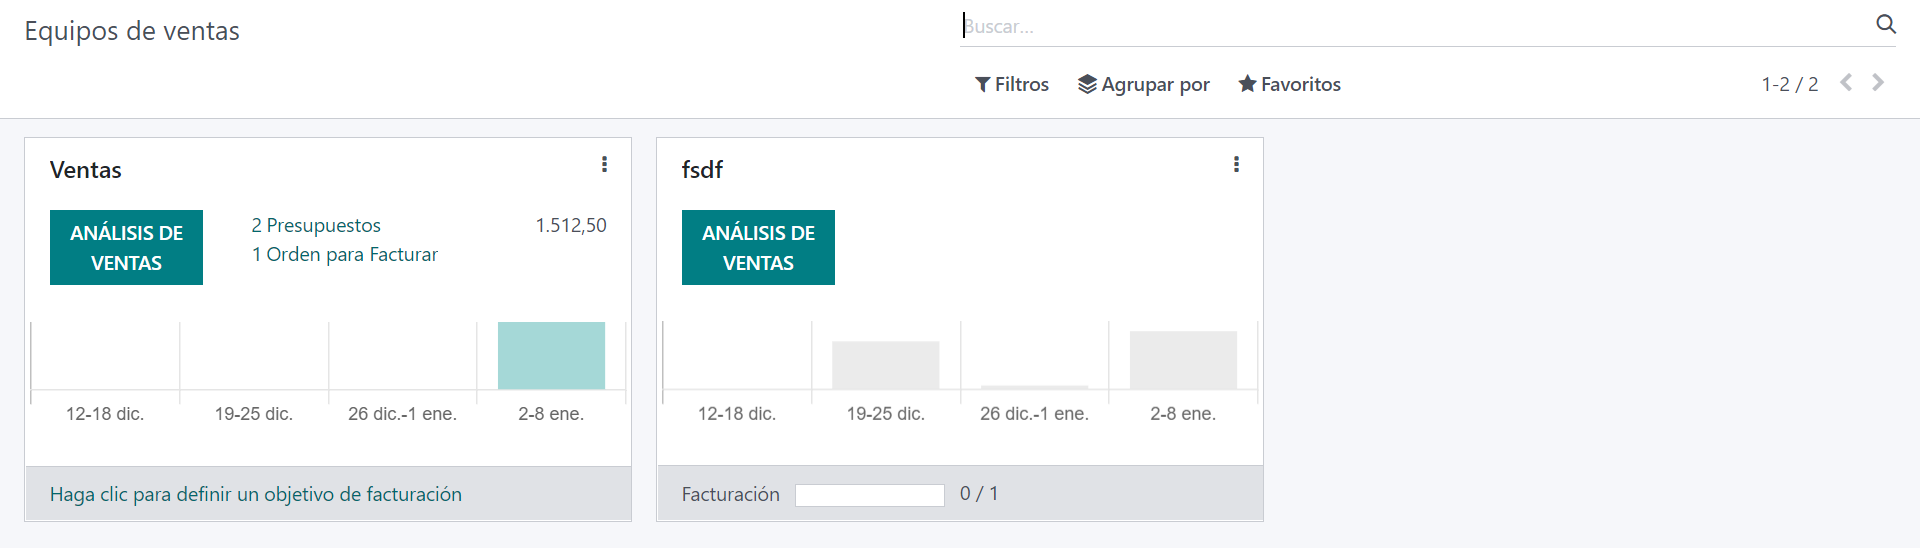 Equipos de ventas
Buscar...
Filtros
Agrupar por
Favoritos
1-2 / 2
Ventas
ANÁLISIS DE
VENTAS
2 Presupuestos
1.512,50
1 Orden para Facturar
12-18 dic.
19-25 dic.
26 dic.-1 ene.
2-8 ene.
Haga clic para definir un objetivo de facturación
fsdf
ANÁLISIS DE
VENTAS
12-18 dic.
19-25 dic.
26 dic.-1 ene.
2-8 ene.
Facturación
0 / 1